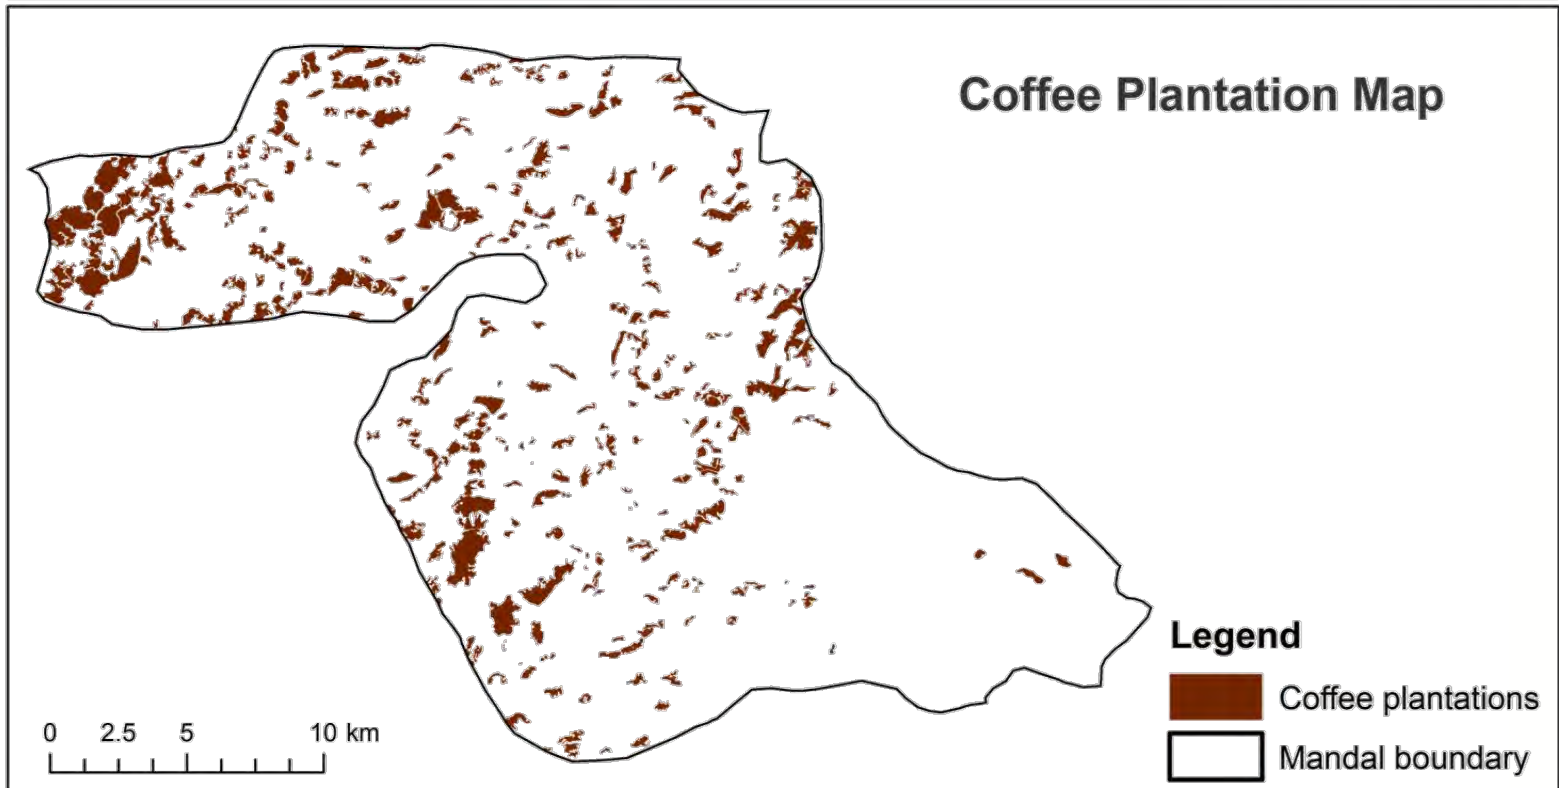 Coffee Plantation Map
Legend
Coffee plantations
Mandal boundary
0 2.5 5 10 km